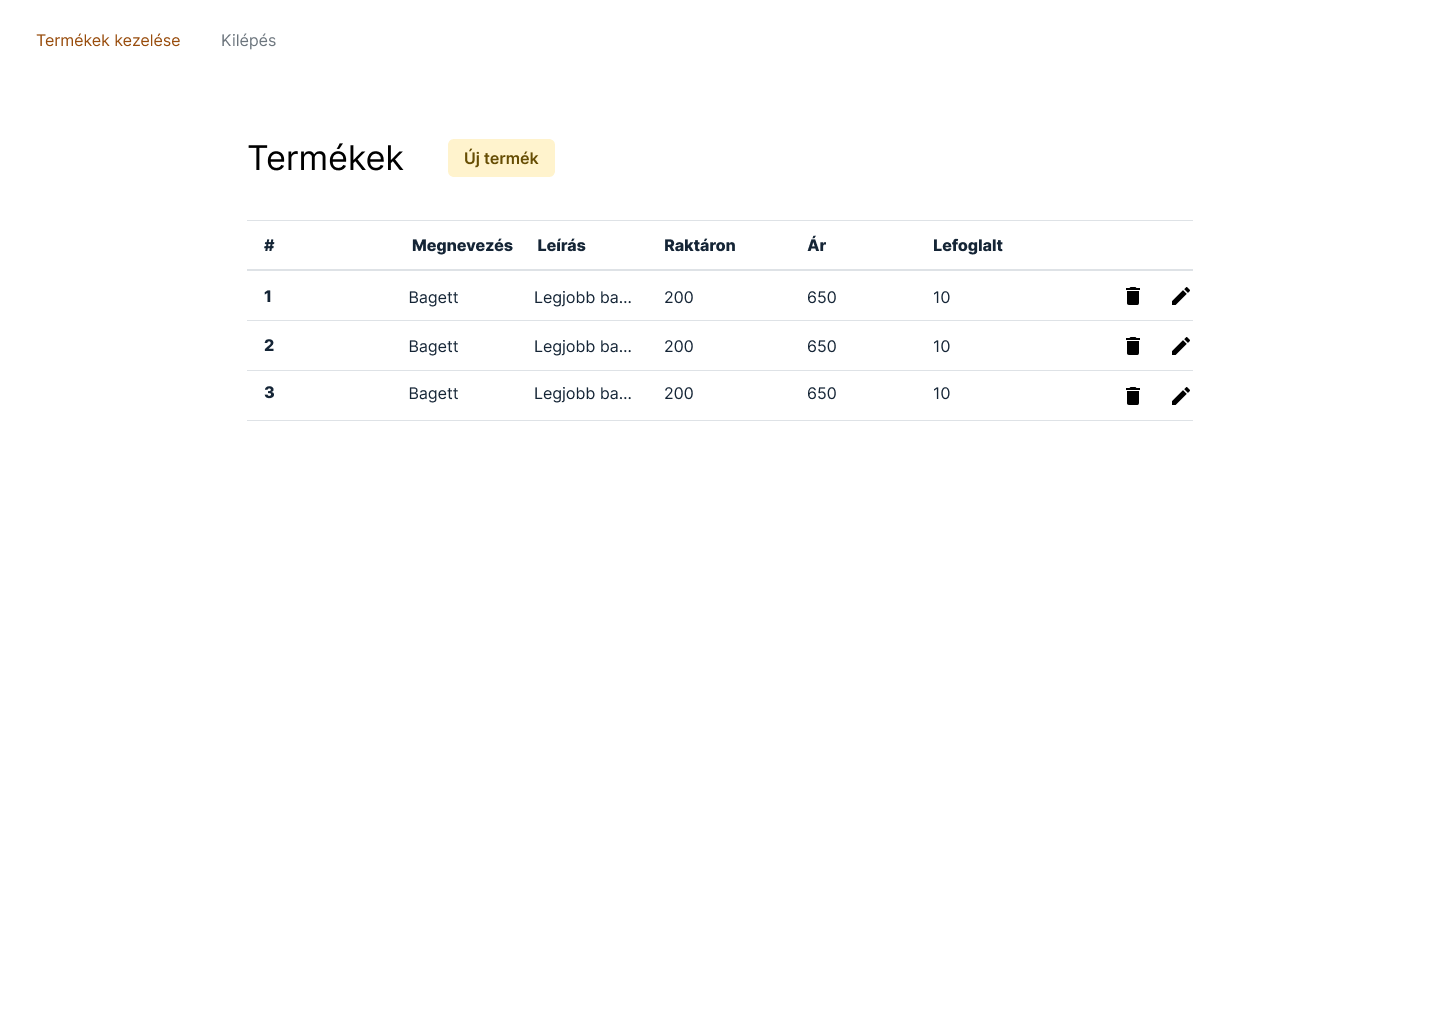 Termékek kezelése Kilépés
Termékek Új termék
# Megnevezés Leírás Raktáron Ár Lefoglalt
1 Bagett Legjobb ba... 200 650 10
2 Bagett Legjobb ba... 200 650 10
3 Bagett Legjobb ba... 200 650 10